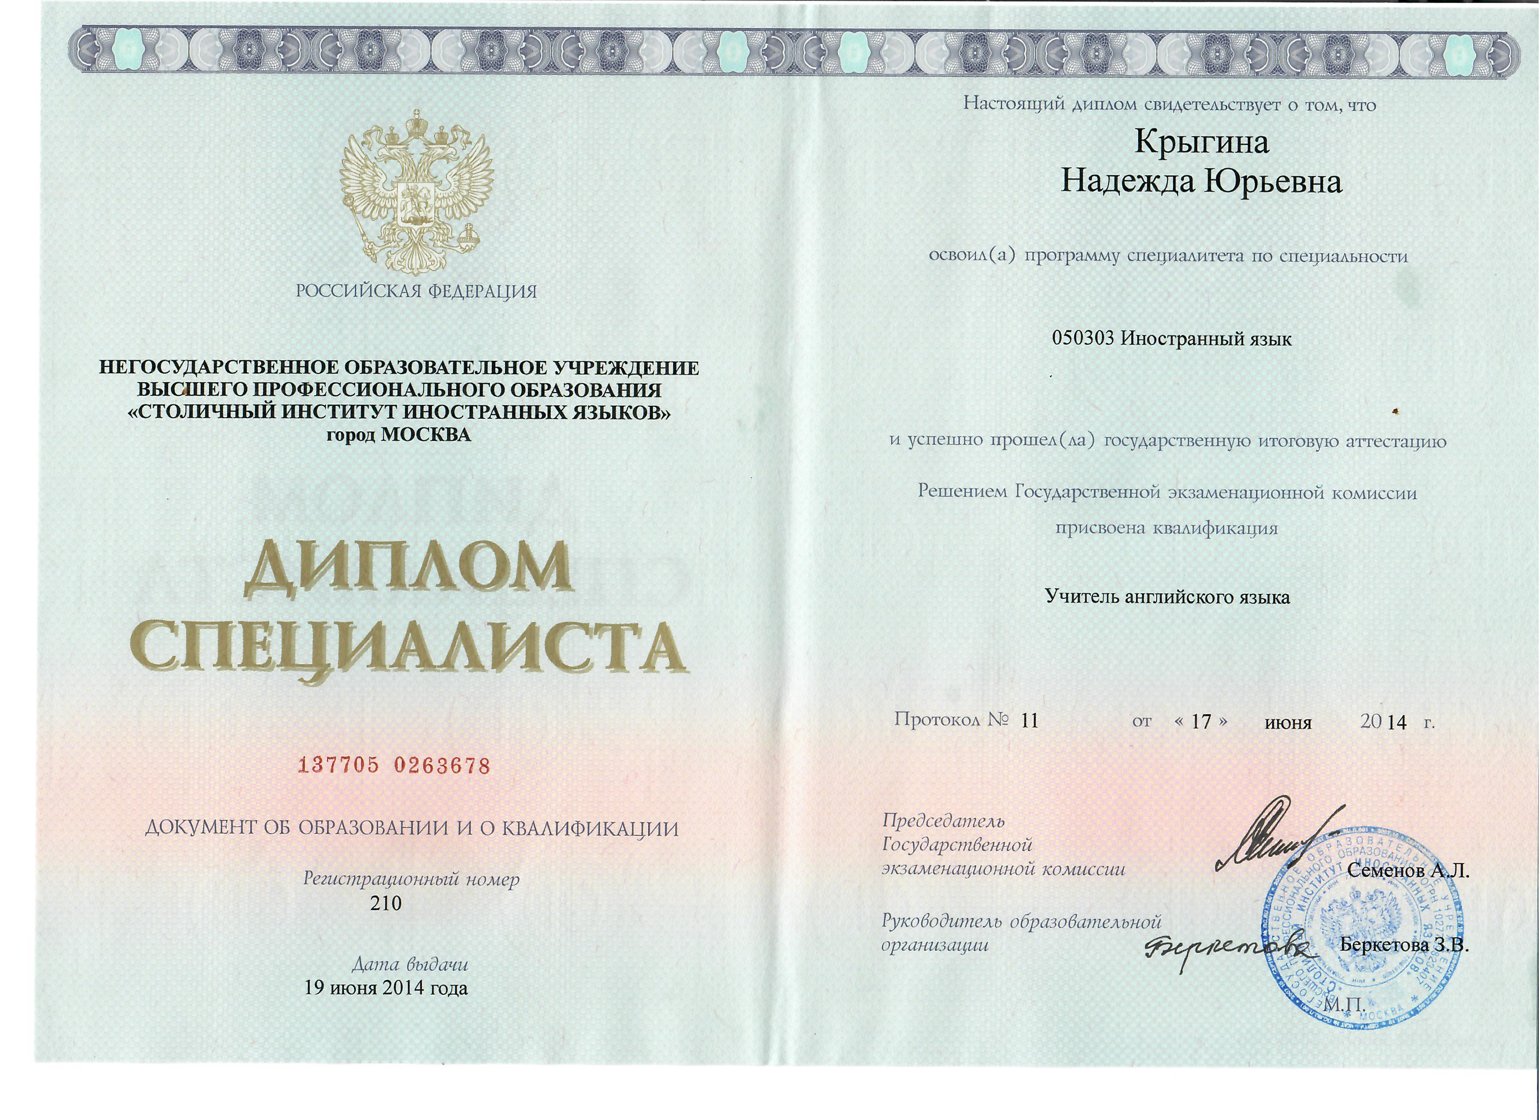 РОССИЙСКАЯ ФЕДЕРАЦИЯ
НЕГОСУДАРСТВЕННОЕ ОБРАЗОВАТЕЛЬНОЕ УЧРЕЖДЕНИЕ
ВЫСШЕГО ПРОФЕССИОНАЛЬНОГО ОБРАЗОВАНИЯ
«СТОЛИЧНЫЙ ИНСТИТУТ ИНОСТРАННЫХ ЯЗЫКОВ»
город МОСКВА
ДИПЛОМ
СПЕЦИАЛИСТА
137705 0263678
ДОКУМЕНТ ОБ ОБРАЗОВАНИИ И О КВАЛИФИКАЦИИ
Регистрационный номер
210
Дата выдачи
19 июня 2014 года
Настоящий диплом свидетельствует о том, что
Крыгина
Надежда Юрьевна
освоил(а) программу специалитета по специальности
050303 Иностранный язык
и успешно прошел(ла) государственную итоговую аттестацию
Решением Государственной экзаменационной комиссии
присвоена квалификация
Учитель английского языка
Протокол № 11 от « 17 » июня 20 14 г.
Председатель
Государственной
экзаменационной комиссии
Семенов А.Л.
Руководитель образовательной
организации
Беркетова
Беркетова З.В.
М.П.
МОСКВА